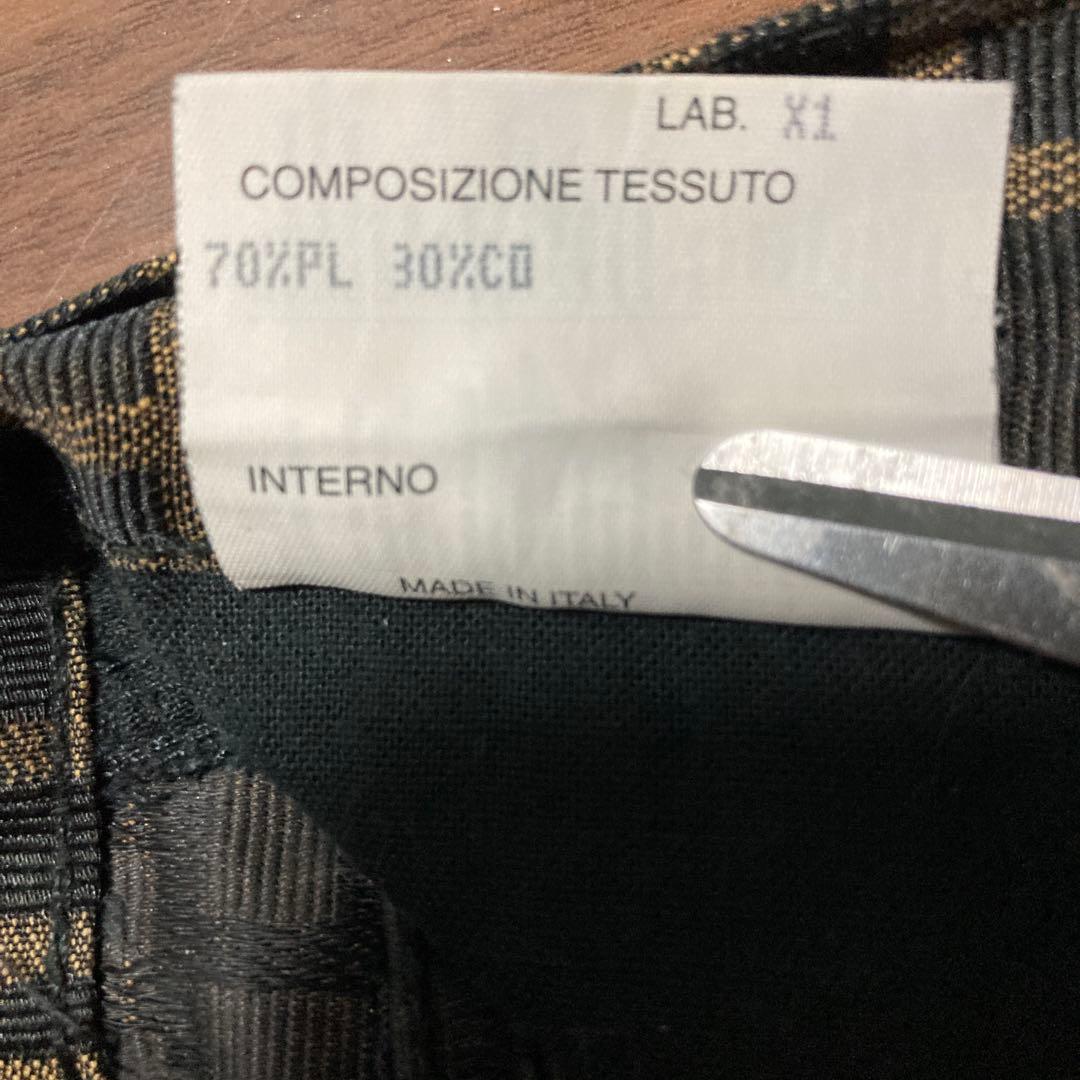 LAB. X1
COMPOSIZIONE TESSUTO
70%PL 30%CO
INTERNO
MADE IN ITALY